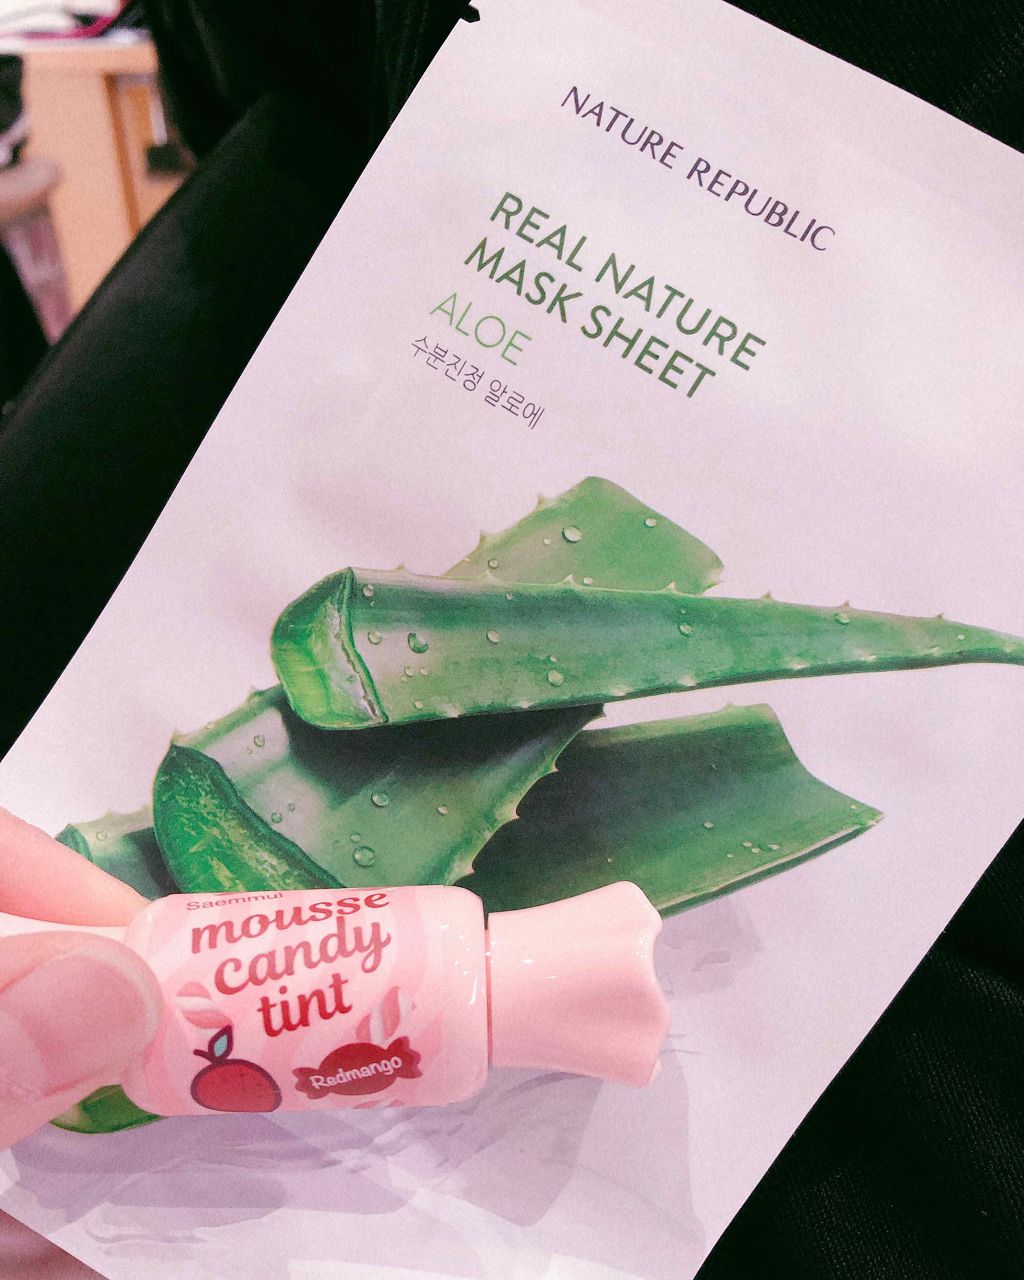 NATURE REPUBLIC
REAL NATURE
MASK SHEET
ALOE
수분진정 알로에
Saemmul
mousse
candy
tint
Redmango